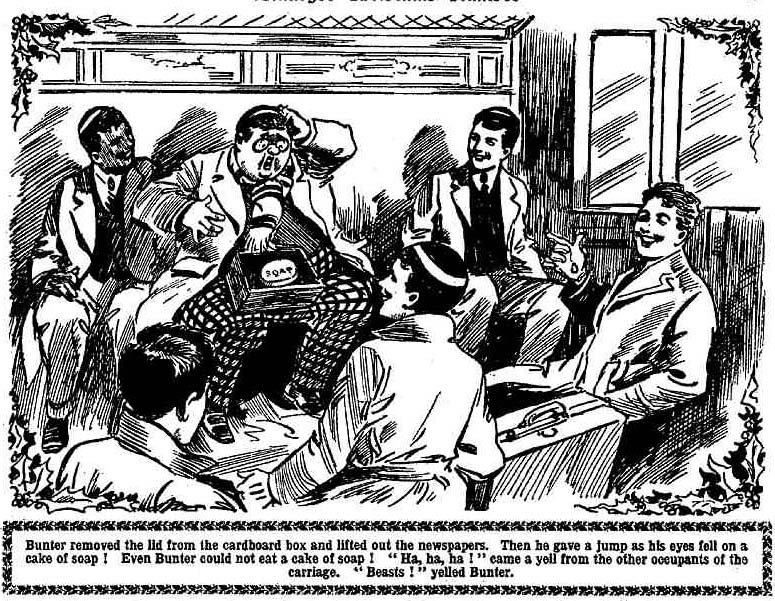 SOAP
Bunter removed the lid from the cardboard box and lifted out the newspapers. Then he gave a jump as his eyes fell on a
cake of soap ! Even Bunter could not eat a cake of soap ! " Ha, ha, ha ! " came a yell from the other occupants of the
carriage. " Beasts ! " yelled Bunter.